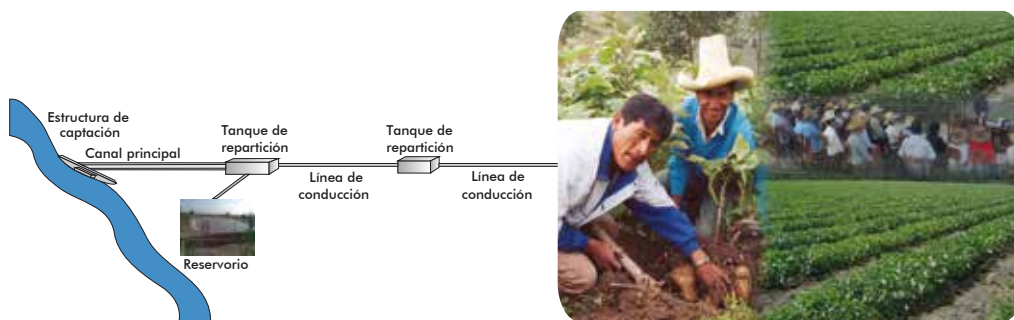 Estructura de
captación
Canal principal
Tanque de
repartición
Tanque de
repartición
Línea de
conducción
Línea de
conducción
Reservorio